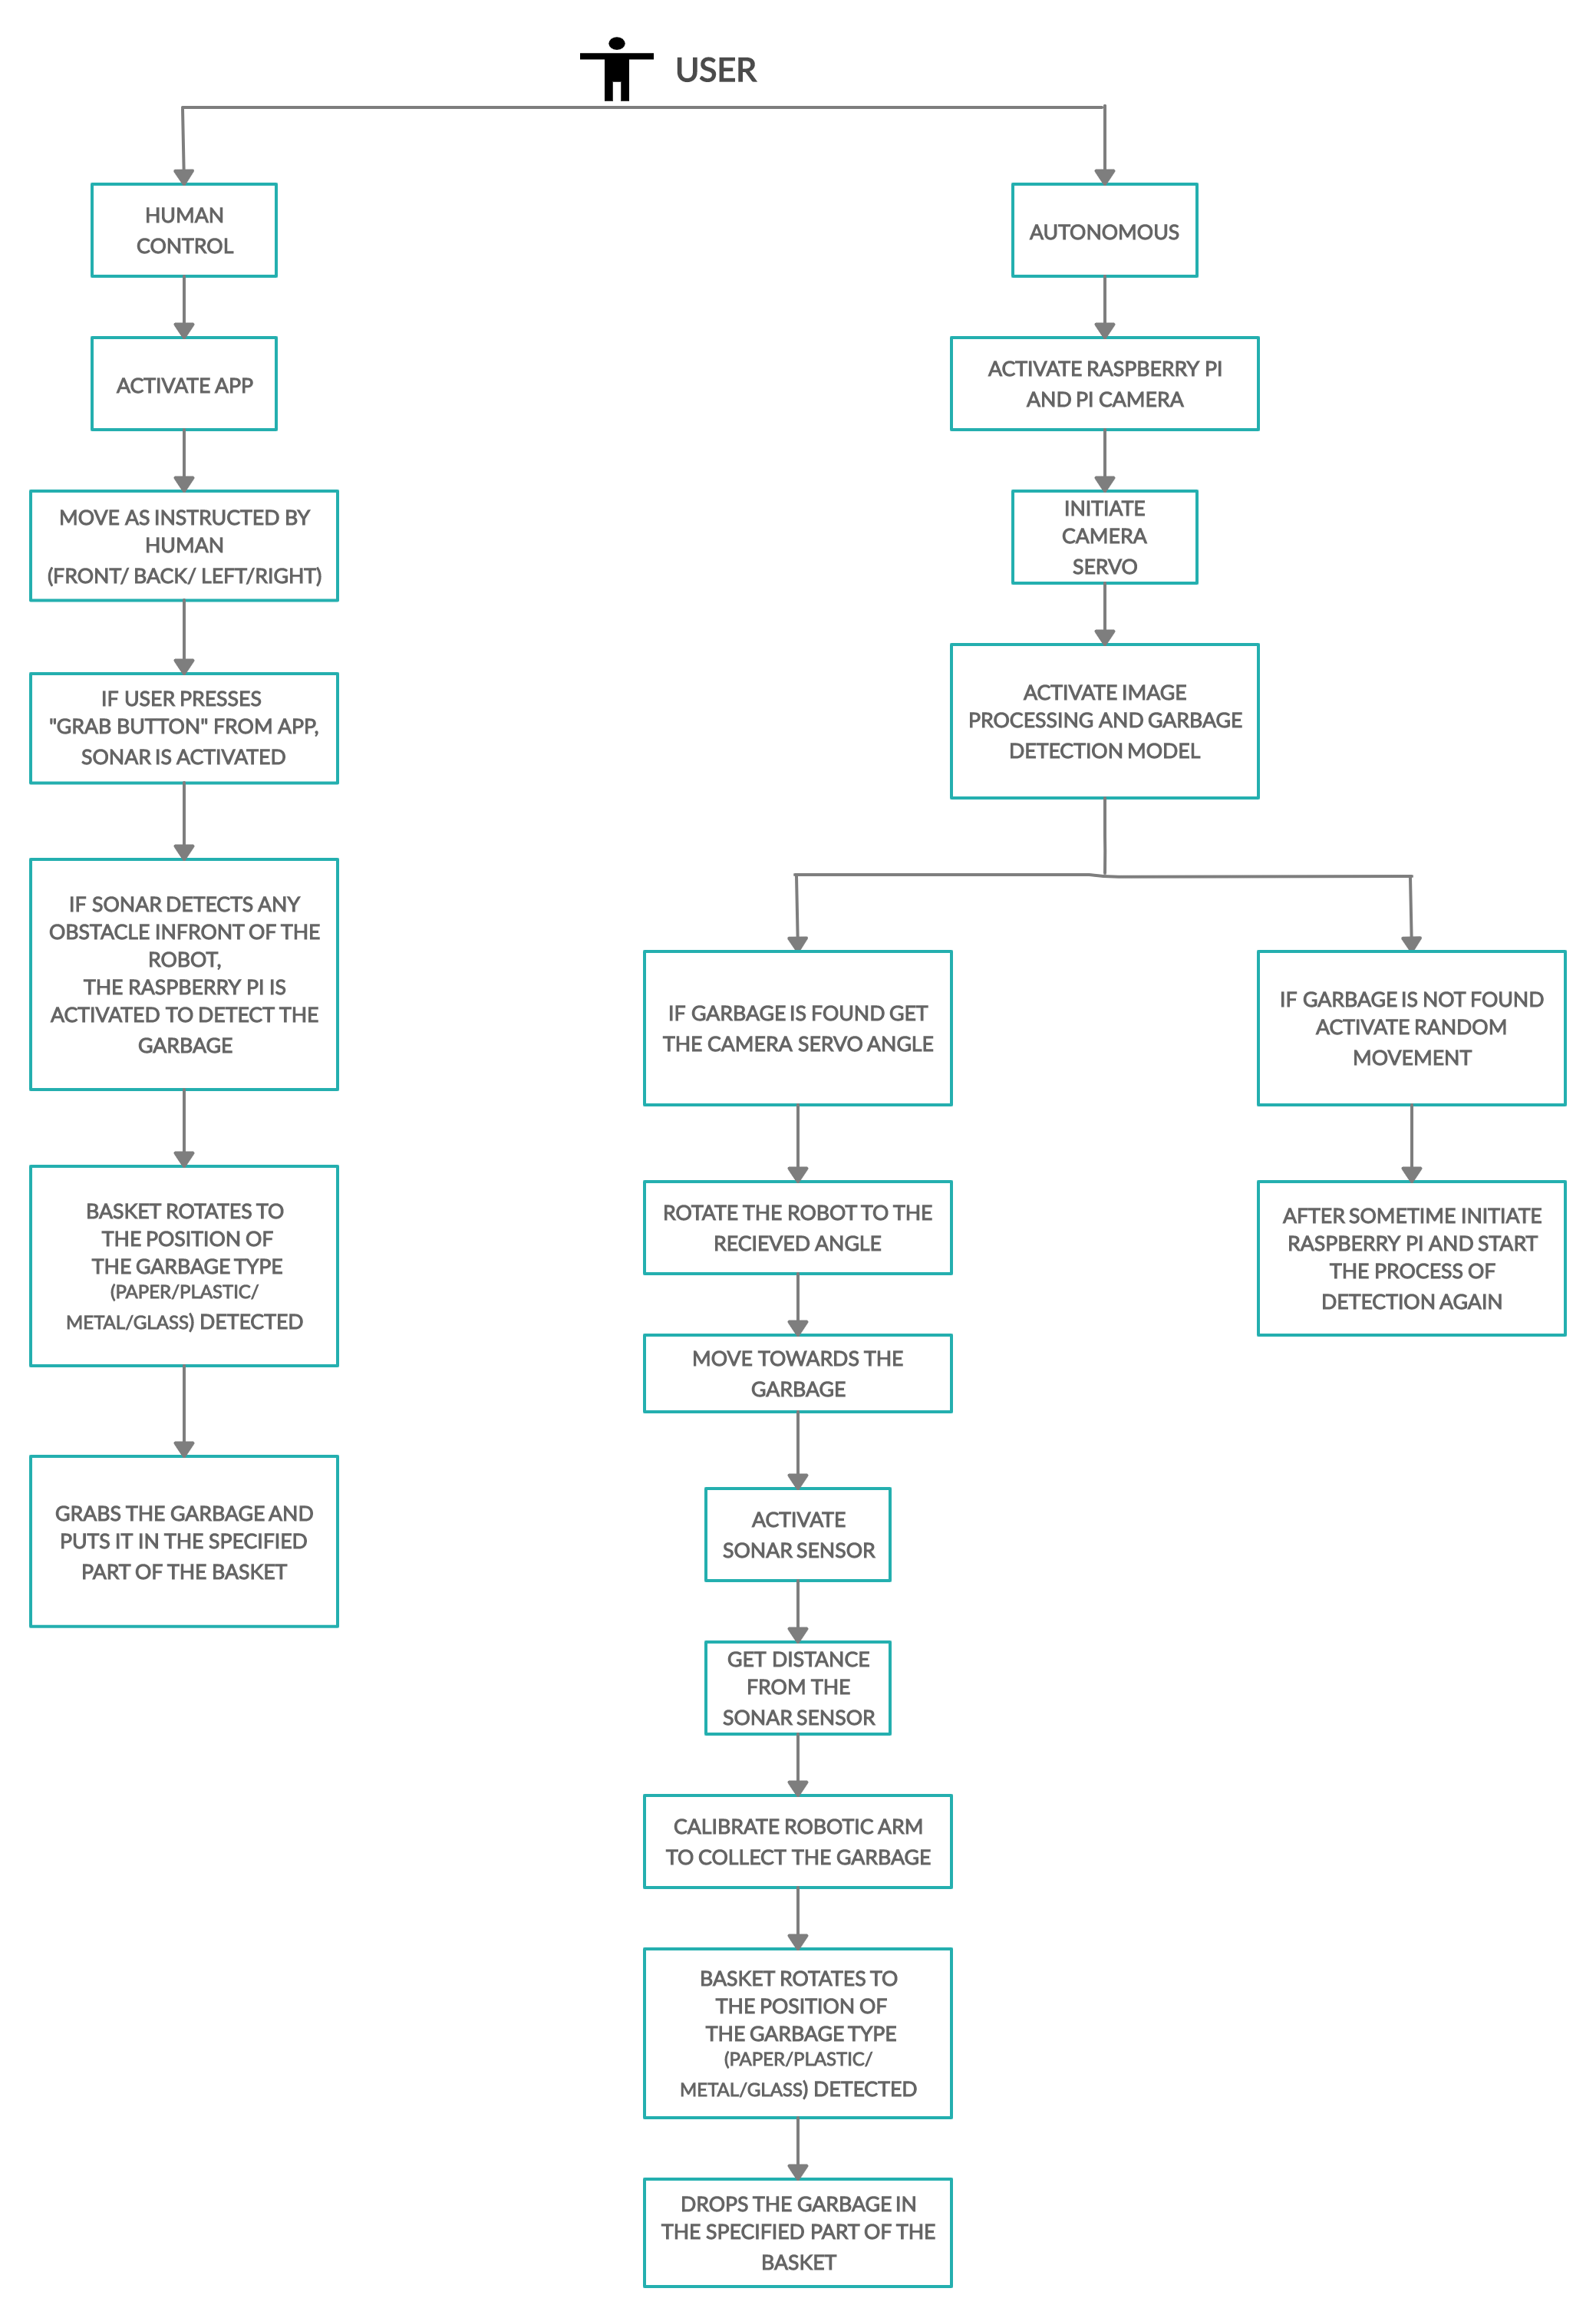 USER
HUMAN
CONTROL
ACTIVATE APP
MOVE AS INSTRUCTED BY
HUMAN
(FRONT/ BACK/ LEFT/RIGHT)
IF USER PRESSES
"GRAB BUTTON" FROM APP,
SONAR IS ACTIVATED
IF SONAR DETECTS ANY
OBSTACLE INFRONT OF THE
ROBOT,
THE RASPBERRY PI IS
ACTIVATED TO DETECT THE
GARBAGE
BASKET ROTATES TO
THE POSITION OF
THE GARBAGE TYPE
(PAPER/PLASTIC/
METAL/GLASS) DETECTED
GRABS THE GARBAGE AND
PUTS IT IN THE SPECIFIED
PART OF THE BASKET
AUTONOMOUS
ACTIVATE RASPBERRY PI
AND PI CAMERA
INITIATE
CAMERA
SERVO
ACTIVATE IMAGE
PROCESSING AND GARBAGE
DETECTION MODEL
IF GARBAGE IS FOUND GET
THE CAMERA SERVO ANGLE
ROTATE THE ROBOT TO THE
RECIEVED ANGLE
MOVE TOWARDS THE
GARBAGE
ACTIVATE
SONAR SENSOR
GET DISTANCE
FROM THE
SONAR SENSOR
CALIBRATE ROBOTIC ARM
TO COLLECT THE GARBAGE
BASKET ROTATES TO
THE POSITION OF
THE GARBAGE TYPE
(PAPER/PLASTIC/
METAL/GLASS) DETECTED
DROPS THE GARBAGE IN
THE SPECIFIED PART OF THE
BASKET
IF GARBAGE IS NOT FOUND
ACTIVATE RANDOM
MOVEMENT
AFTER SOMETIME INITIATE
RASPBERRY PI AND START
THE PROCESS OF
DETECTION AGAIN